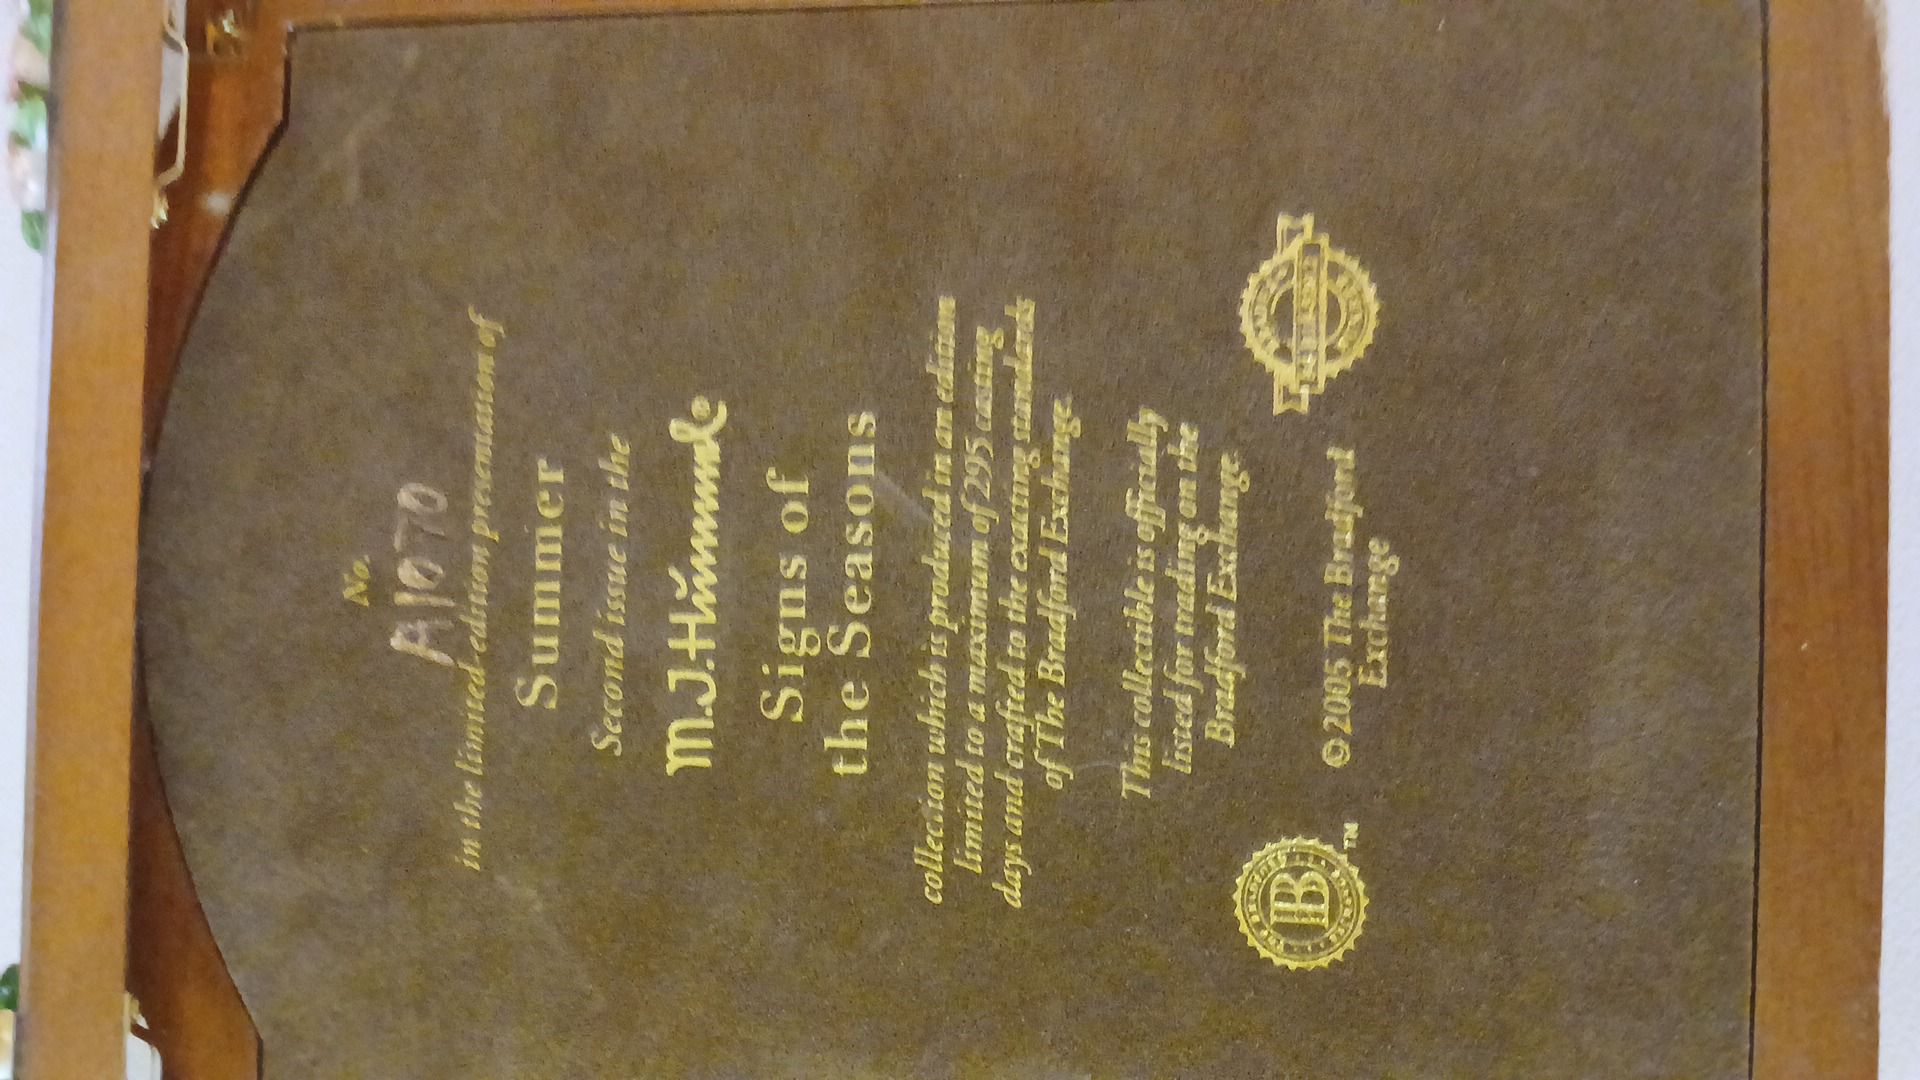 No.
A1070
in the limited-edition presentation of
Summer
Second issue in the
M.J.Hummel®
Signs of
the Seasons
collection which is produced in an edition
limited to a maximum of 295 casting
days and crafted to the exacting standards
of The Bradford Exchange.
This collectible is officially
listed for trading on the
Bradford Exchange.
B
TM
© 2005 The Bradford
Exchange